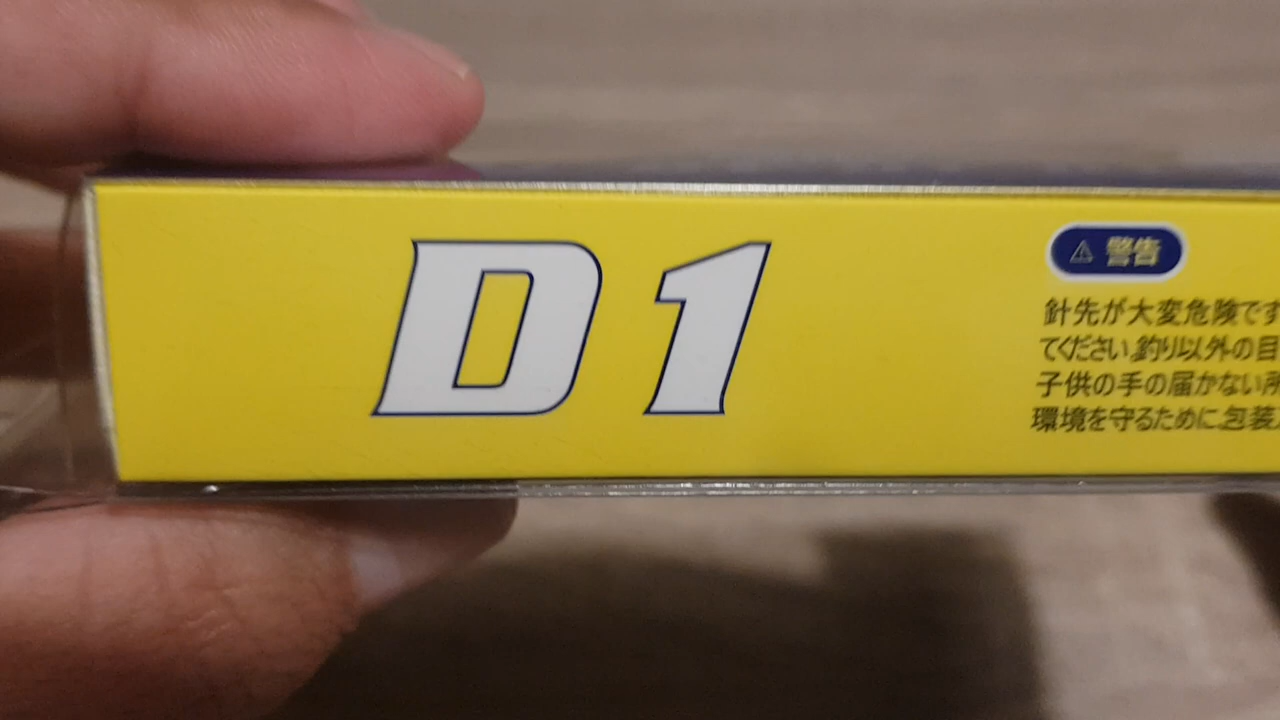 D1
⚠ 警告
針先が大変危険です
てください。釣り以外の目
子供の手の届かない所
環境を守るために、包装